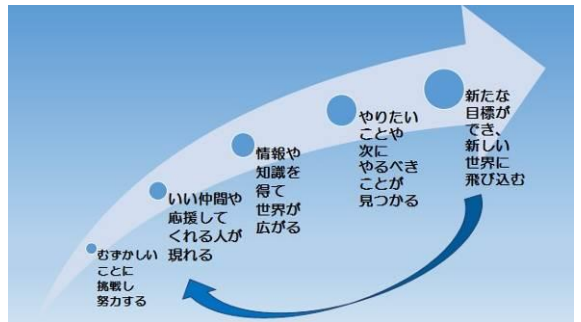 むずかしい
ことに
挑戦し
努力する
いい仲間や
応援して
くれる人が
現れる
情報や
知識を
得て
世界が
広がる
やりたい
ことや
次に
やるべき
ことが
見つかる
新たな
目標が
でき、
新しい
世界に
飛び込む